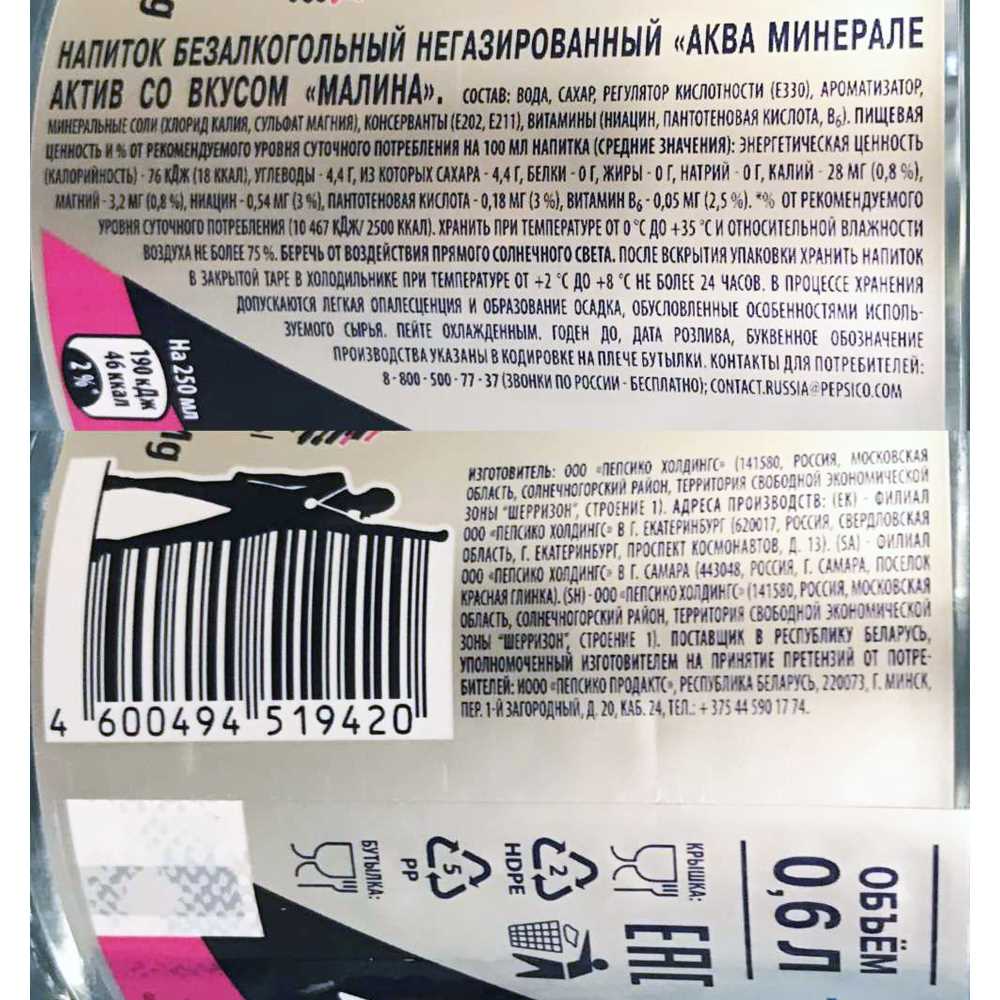 Mg
НАПИТОК БЕЗАЛКОГОЛЬНЫЙ НЕГАЗИРОВАННЫЙ «АКВА МИНЕРАЛЕ
АКТИВ СО ВКУСОМ «МАЛИНА». СОСТАВ: ВОДА, САХАР, РЕГУЛЯТОР КИСЛОТНОСТИ (Е330), АРОМАТИЗАТОР,
МИНЕРАЛЬНЫЕ СОЛИ (ХЛОРИД КАЛИЯ, СУЛЬФАТ МАГНИЯ), КОНСЕРВАНТЫ (Е202, Е211), ВИТАМИНЫ (НИАЦИН, ПАНТОТЕНОВАЯ КИСЛОТА, В₆). ПИЩЕВАЯ
ЦЕННОСТЬ И % ОТ РЕКОМЕНДУЕМОГО УРОВНЯ СУТОЧНОГО ПОТРЕБЛЕНИЯ НА 100 МЛ НАПИТКА (СРЕДНИЕ ЗНАЧЕНИЯ): ЭНЕРГЕТИЧЕСКАЯ ЦЕННОСТЬ
(КАЛОРИЙНОСТЬ) - 76 КДЖ (18 ККАЛ), УГЛЕВОДЫ - 4,4 Г, ИЗ КОТОРЫХ САХАРА - 4,4 Г, БЕЛКИ - 0 Г, ЖИРЫ - 0 Г, НАТРИЙ - 0 Г, КАЛИЙ - 28 МГ (0,8 %),
МАГНИЙ - 3,2 МГ (0,8 %), НИАЦИН - 0,54 МГ (3 %), ПАНТОТЕНОВАЯ КИСЛОТА - 0,18 МГ (3 %), ВИТАМИН В₆ - 0,05 МГ (2,5 %). *% ОТ РЕКОМЕНДУЕМОГО
УРОВНЯ СУТОЧНОГО ПОТРЕБЛЕНИЯ (10 467 КДЖ/ 2500 ККАЛ). ХРАНИТЬ ПРИ ТЕМПЕРАТУРЕ ОТ 0 °С ДО +35 °С И ОТНОСИТЕЛЬНОЙ ВЛАЖНОСТИ
ВОЗДУХА НЕ БОЛЕЕ 75 %. БЕРЕЧЬ ОТ ВОЗДЕЙСТВИЯ ПРЯМОГО СОЛНЕЧНОГО СВЕТА. ПОСЛЕ ВСКРЫТИЯ УПАКОВКИ ХРАНИТЬ НАПИТОК
В ЗАКРЫТОЙ ТАРЕ В ХОЛОДИЛЬНИКЕ ПРИ ТЕМПЕРАТУРЕ ОТ +2 °С ДО +8 °С НЕ БОЛЕЕ 24 ЧАСОВ. В ПРОЦЕССЕ ХРАНЕНИЯ
ДОПУСКАЮТСЯ ЛЕГКАЯ ОПАЛЕСЦЕНЦИЯ И ОБРАЗОВАНИЕ ОСАДКА, ОБУСЛОВЛЕННЫЕ ОСОБЕННОСТЯМИ ИСПОЛЬ-
ЗУЕМОГО СЫРЬЯ. ПЕЙТЕ ОХЛАЖДЕННЫМ. ГОДЕН ДО, ДАТА РОЗЛИВА, БУКВЕННОЕ ОБОЗНАЧЕНИЕ
ПРОИЗВОДСТВА УКАЗАНЫ В КОДИРОВКЕ НА ПЛЕЧЕ БУТЫЛКИ. КОНТАКТЫ ДЛЯ ПОТРЕБИТЕЛЕЙ:
8 - 800 - 500 - 77 - 37 (ЗВОНКИ ПО РОССИИ - БЕСПЛАТНО); CONTACT.RUSSIA@PEPSICO.COM
На 250 мл
190 кДж
46 ккал
2 %*
Mg
ИЗГОТОВИТЕЛЬ: ООО «ПЕПСИКО ХОЛДИНГС» (141580, РОССИЯ, МОСКОВСКАЯ
ОБЛАСТЬ, СОЛНЕЧНОГОРСКИЙ РАЙОН, ТЕРРИТОРИЯ СВОБОДНОЙ ЭКОНОМИЧЕСКОЙ
ЗОНЫ "ШЕРРИЗОН", СТРОЕНИЕ 1). АДРЕСА ПРОИЗВОДСТВ: (EK) - ФИЛИАЛ
ООО «ПЕПСИКО ХОЛДИНГС» В Г. ЕКАТЕРИНБУРГ (620017, РОССИЯ, СВЕРДЛОВСКАЯ
ОБЛАСТЬ, Г. ЕКАТЕРИНБУРГ, ПРОСПЕКТ КОСМОНАВТОВ, Д. 13). (SA) - ФИЛИАЛ
ООО «ПЕПСИКО ХОЛДИНГС» В Г. САМАРА (443048, РОССИЯ, Г. САМАРА, ПОСЕЛОК
КРАСНАЯ ГЛИНКА). (SH) - ООО «ПЕПСИКО ХОЛДИНГС» (141580, РОССИЯ, МОСКОВСКАЯ
ОБЛАСТЬ, СОЛНЕЧНОГОРСКИЙ РАЙОН, ТЕРРИТОРИЯ СВОБОДНОЙ ЭКОНОМИЧЕСКОЙ
ЗОНЫ "ШЕРРИЗОН", СТРОЕНИЕ 1). ПОСТАВЩИК В РЕСПУБЛИКУ БЕЛАРУСЬ,
УПОЛНОМОЧЕННЫЙ ИЗГОТОВИТЕЛЕМ НА ПРИНЯТИЕ ПРЕТЕНЗИЙ ОТ ПОТРЕ-
БИТЕЛЕЙ: ИООО «ПЕПСИКО ПРОДАКТС», РЕСПУБЛИКА БЕЛАРУСЬ, 220073, Г. МИНСК,
ПЕР. 1-Й ЗАГОРОДНЫЙ, Д. 20, КАБ. 24, ТЕЛ.: + 375 44 590 17 74.
4 600494 519420
ОБЪЁМ
0,6 Л
КРЫШКА:
2
HDPE
EAC
БУТЫЛКА:
5
PP